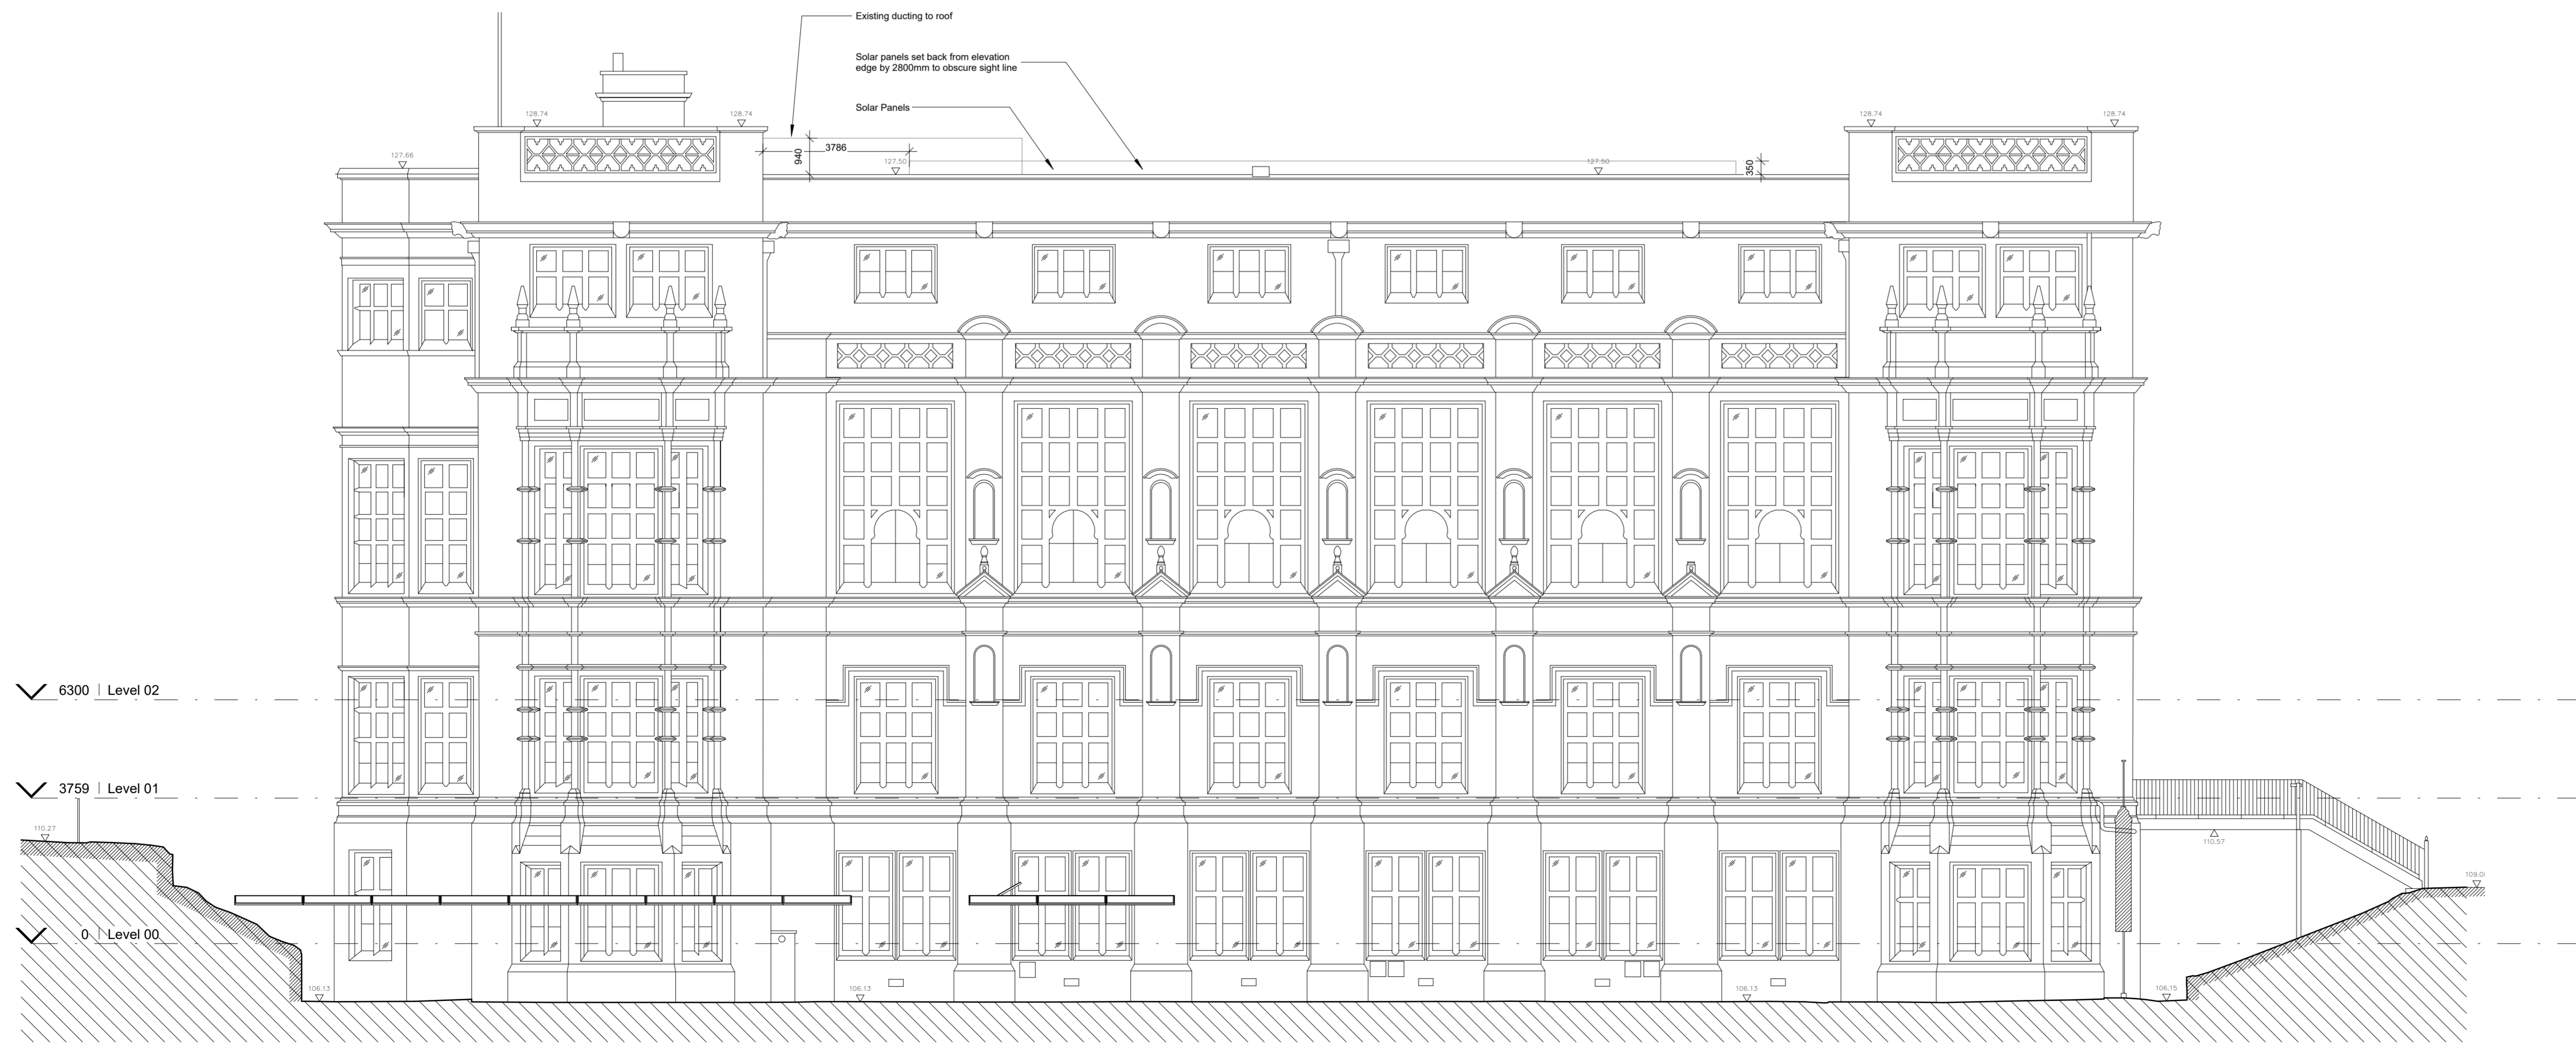 Existing ducting to roof
Solar panels set back from elevation
edge by 2800mm to obscure sight line
Solar Panels
128.74
128.74
128.74
128.74
127.66
940
3786
127.50
127.50
350
6300 | Level 02
3759 | Level 01
110.27
110.57
109.0
0 | Level 00
106.13
106.13
106.13
106.15